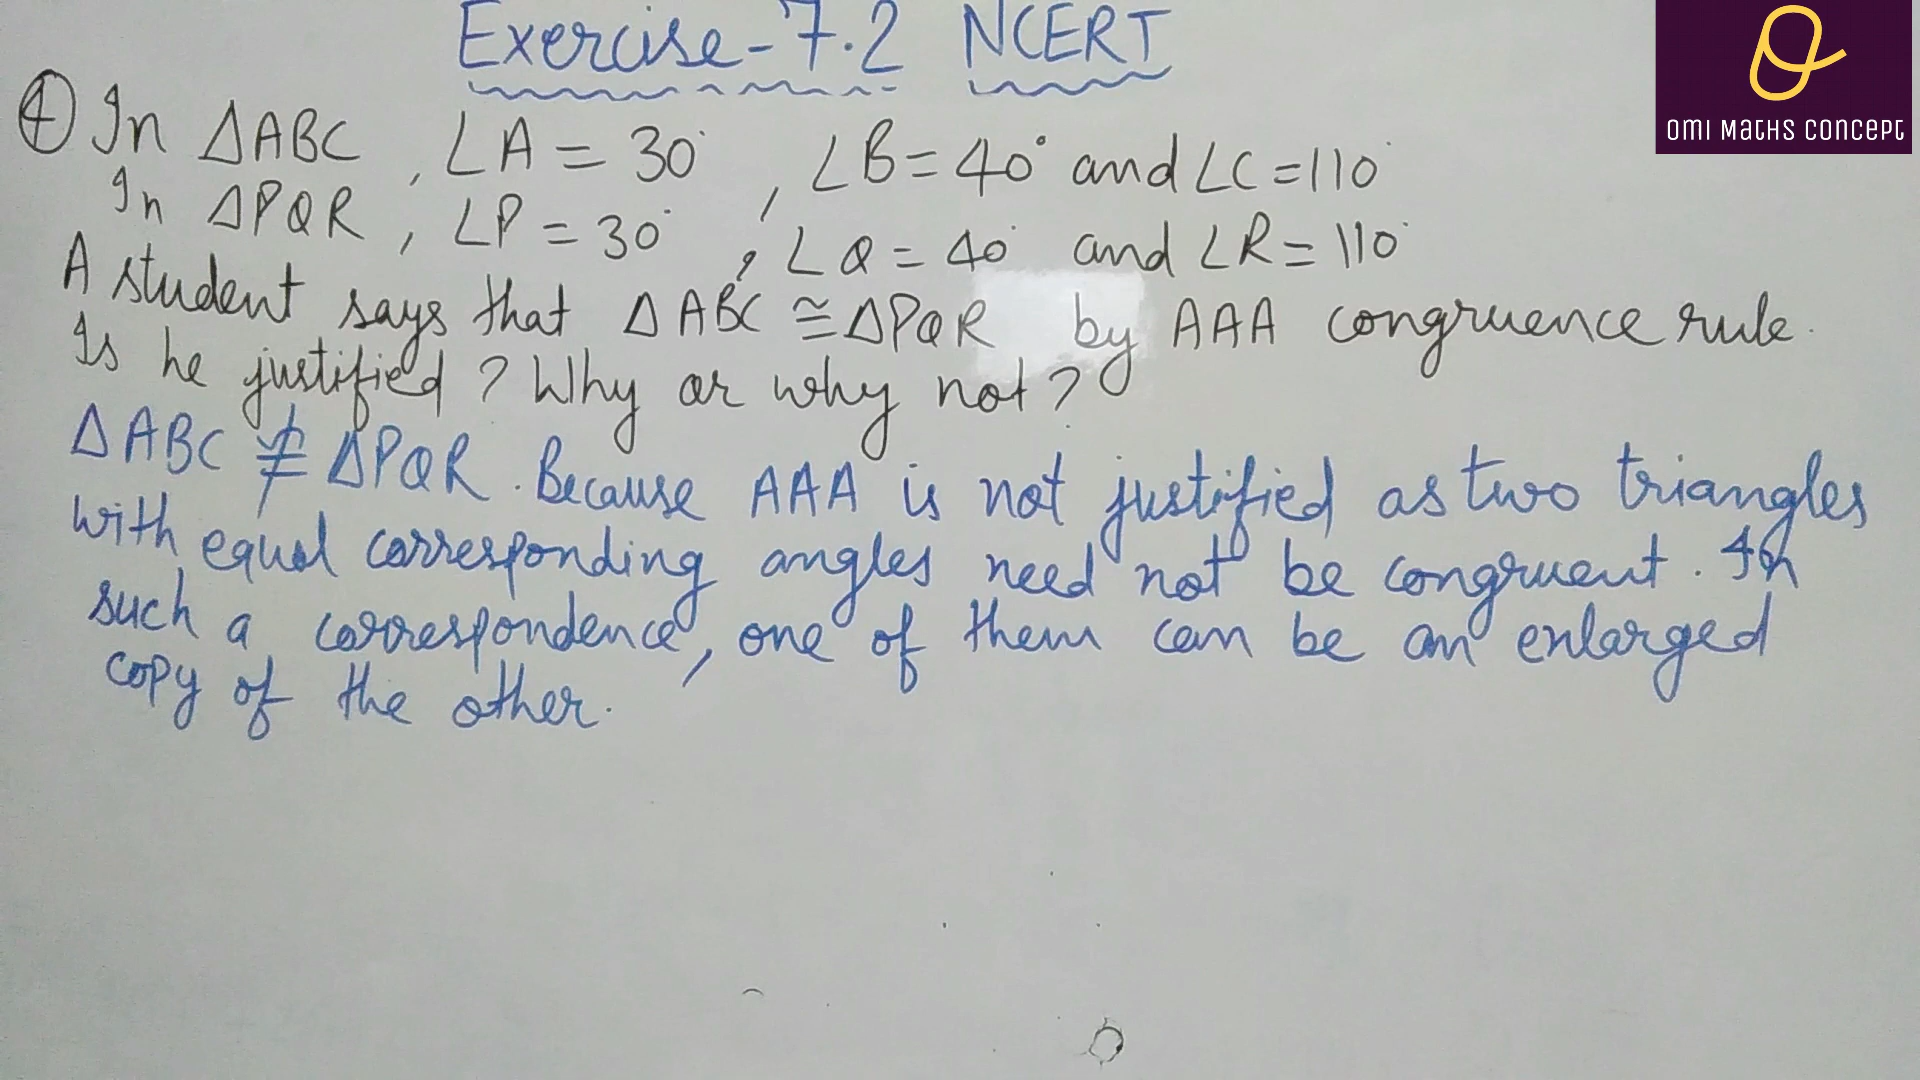 Exercise-7.2 NCERT
OMI MATHS CONCEPT
④ In ΔABC, ∠A = 30°, ∠B = 40° and ∠C = 110°
In ΔPQR, ∠P = 30°, ∠Q = 40° and ∠R = 110°
A student says that ΔABC ≅ ΔPQR by AAA congruence rule.
Is he justified? Why or why not?
ΔABC ≇ ΔPQR. Because AAA is not justified as two triangles
with equal corresponding angles need not be congruent. In
such a correspondence, one of them can be an enlarged
copy of the other.